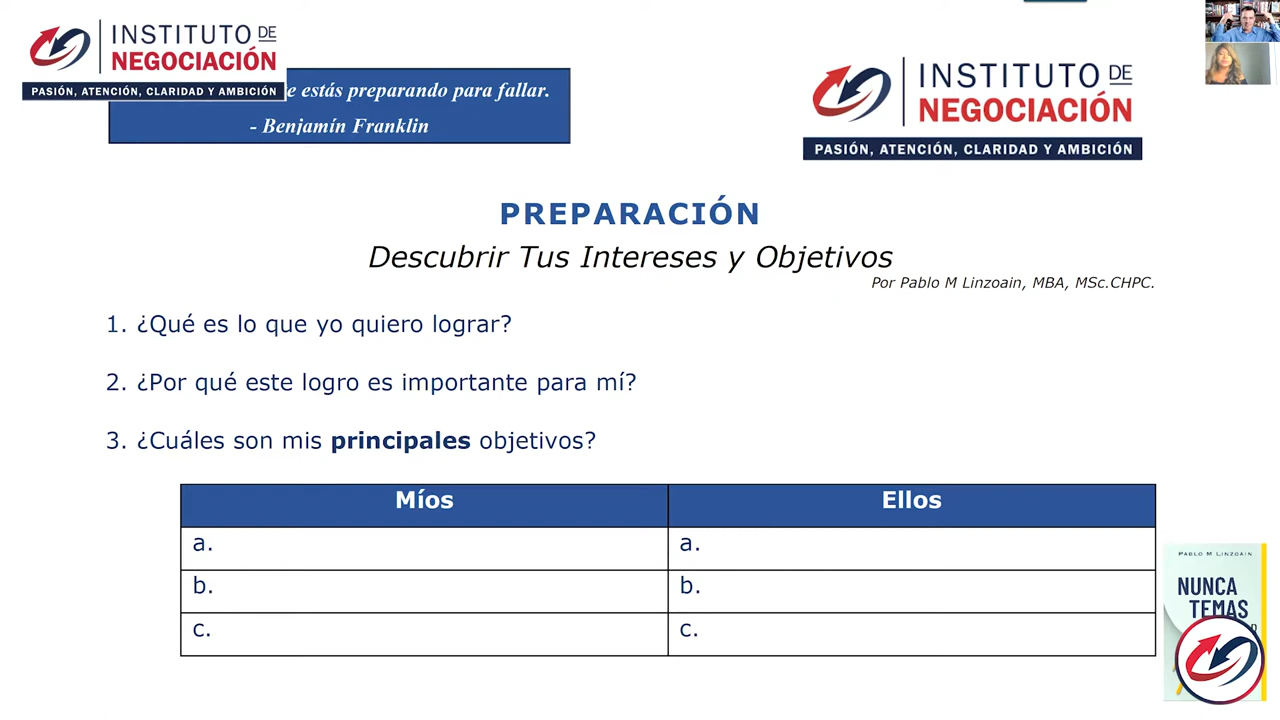 INSTITUTO DE
NEGOCIACIÓN
PASIÓN, ATENCIÓN, CLARIDAD Y AMBICIÓN
e estás preparando para fallar.
- Benjamín Franklin
INSTITUTO DE
NEGOCIACIÓN
PASIÓN, ATENCIÓN, CLARIDAD Y AMBICIÓN
PREPARACIÓN
Descubrir Tus Intereses y Objetivos
Por Pablo M Linzoain, MBA, MSc.CHPC.
1. ¿Qué es lo que yo quiero lograr?
2. ¿Por qué este logro es importante para mí?
3. ¿Cuáles son mis principales objetivos?
Míos Ellos
a. a.
b. b.
c. c.
PABLO M LINZOAIN
NUNCA
TEMAS